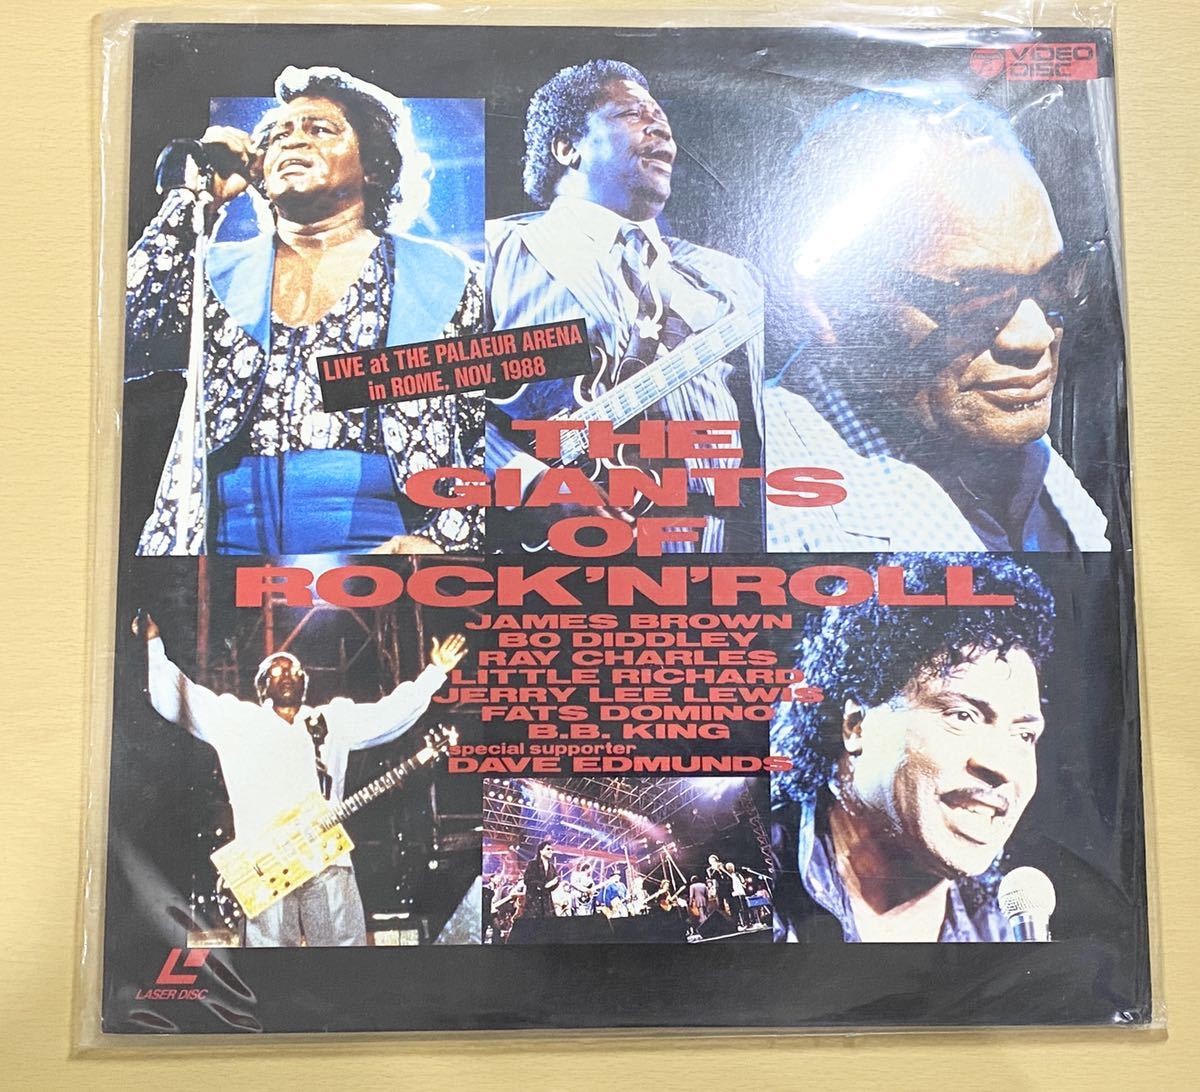 VIDEO
DISC
LIVE at THE PALAEUR ARENA
in ROME, NOV. 1988
THE
GIANTS
OF
ROCK'N'ROLL
JAMES BROWN
BO DIDDLEY
RAY CHARLES
LITTLE RICHARD
JERRY LEE LEWIS
FATS DOMINO
B.B. KING
special supporter
DAVE EDMUNDS
LASER DISC